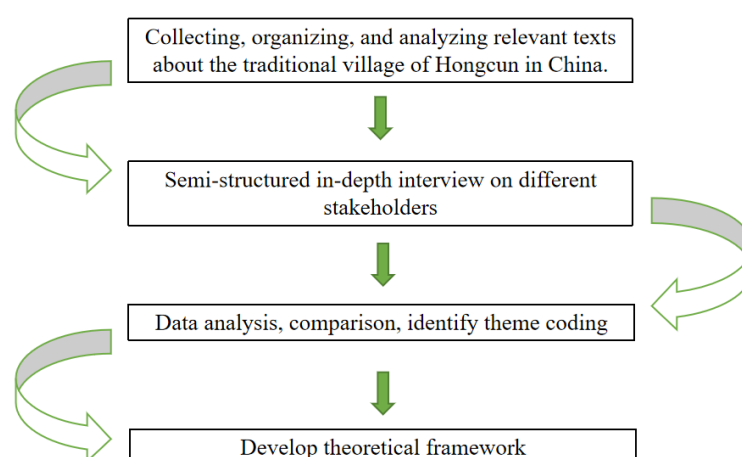 Collecting, organizing, and analyzing relevant texts
about the traditional village of Hongcun in China.
Semi-structured in-depth interview on different
stakeholders
Data analysis, comparison, identify theme coding
Develop theoretical framework